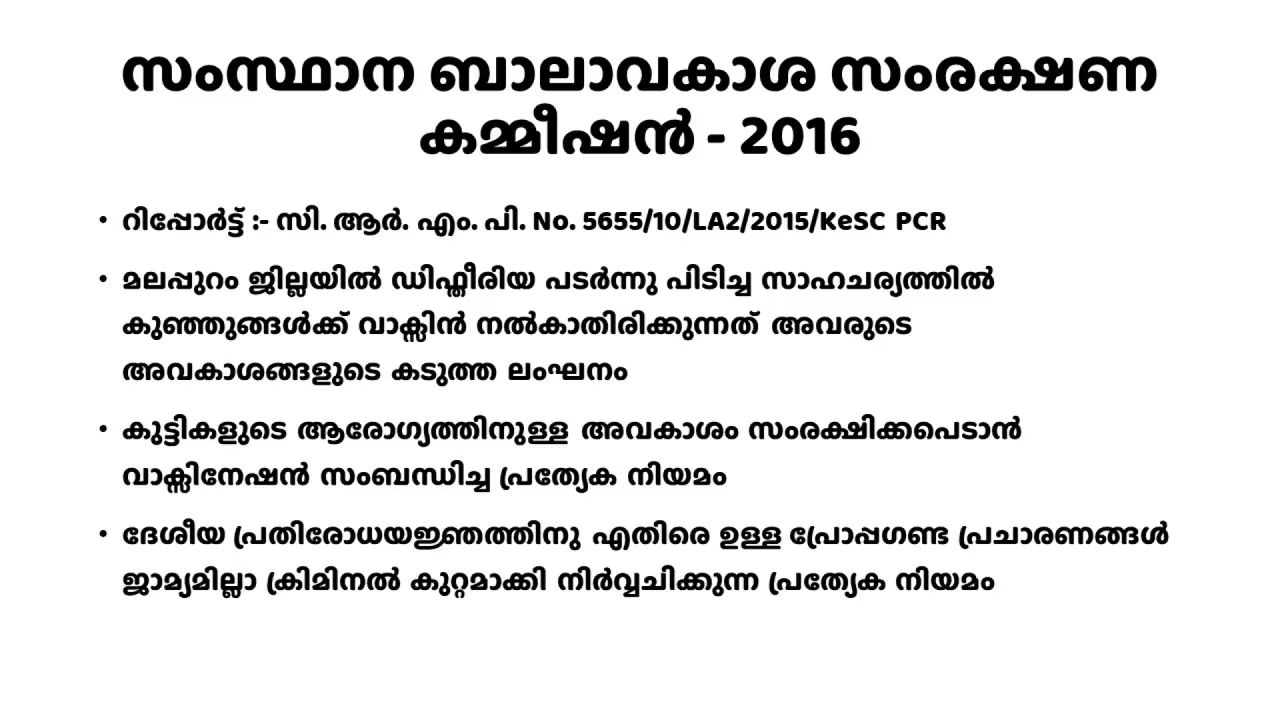 സംസ്ഥാന ബാലാവകാശ സംരക്ഷണ
കമ്മീഷൻ - 2016
• റിപ്പോർട്ട് :- സി. ആർ. എം. പി. No. 5655/10/LA2/2015/KeSC PCR
• മലപ്പുറം ജില്ലയിൽ ഡിഫ്തീരിയ പടർന്നു പിടിച്ച സാഹചര്യത്തിൽ
കുഞ്ഞുങ്ങൾക്ക് വാക്സിൻ നൽകാതിരിക്കുന്നത് അവരുടെ
അവകാശങ്ങളുടെ കടുത്ത ലംഘനം
• കുട്ടികളുടെ ആരോഗ്യത്തിനുള്ള അവകാശം സംരക്ഷിക്കപെടാൻ
വാക്സിനേഷൻ സംബന്ധിച്ച പ്രത്യേക നിയമം
• ദേശീയ പ്രതിരോധയജ്ഞത്തിനു എതിരെ ഉള്ള പ്രോപ്പഗണ്ട പ്രചാരണങ്ങൾ
ജാമ്യമില്ലാ ക്രിമിനൽ കുറ്റമാക്കി നിർവ്വചിക്കുന്ന പ്രത്യേക നിയമം